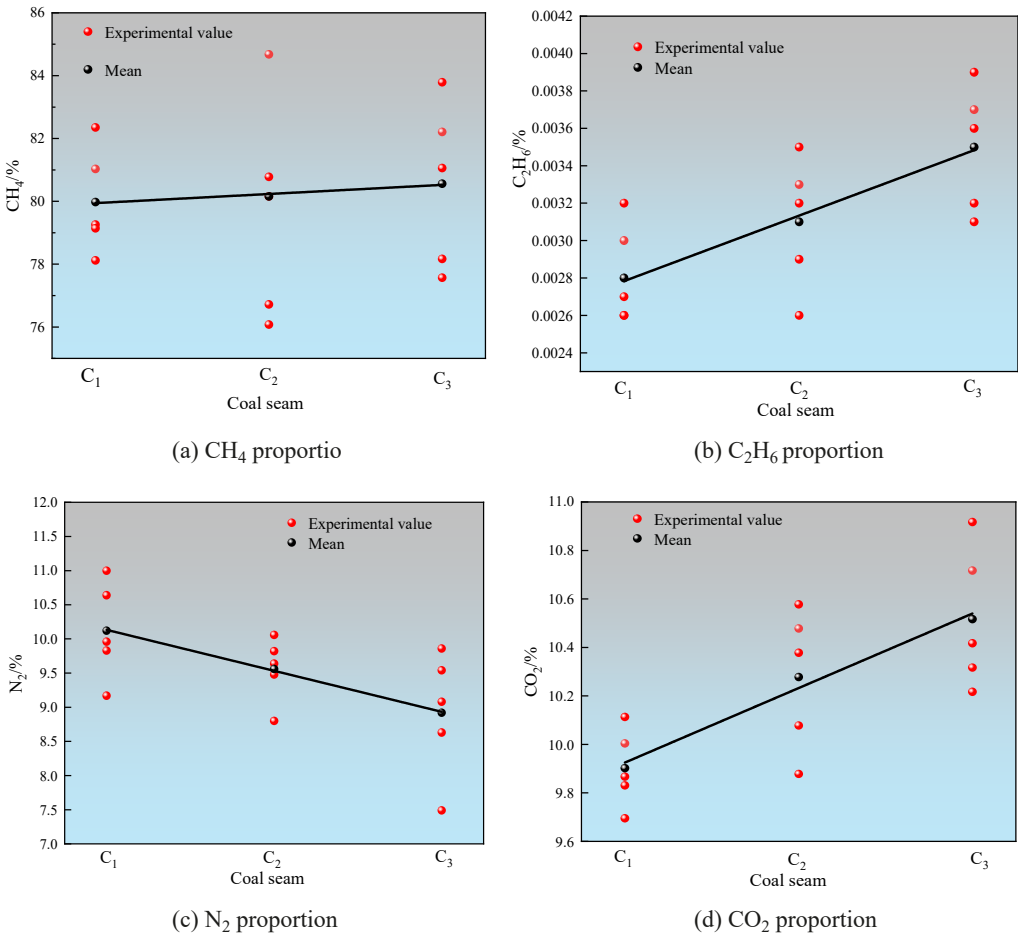 86
84
82
80
78
76
CH₄/%
Experimental value
Mean
C₁
C₂
C₃
Coal seam
(a) CH₄ proportio
0.0042
0.0040
0.0038
0.0036
0.0034
0.0032
0.0030
0.0028
0.0026
0.0024
C₂H₆/%
Experimental value
Mean
C₁
C₂
C₃
Coal seam
(b) C₂H₆ proportion
12.0
11.5
11.0
10.5
10.0
9.5
9.0
8.5
8.0
7.5
7.0
N₂/%
Experimental value
Mean
C₁
C₂
C₃
Coal seam
(c) N₂ proportion
11.0
10.8
10.6
10.4
10.2
10.0
9.8
9.6
CO₂/%
Experimental value
Mean
C₁
C₂
C₃
Coal seam
(d) CO₂ proportion